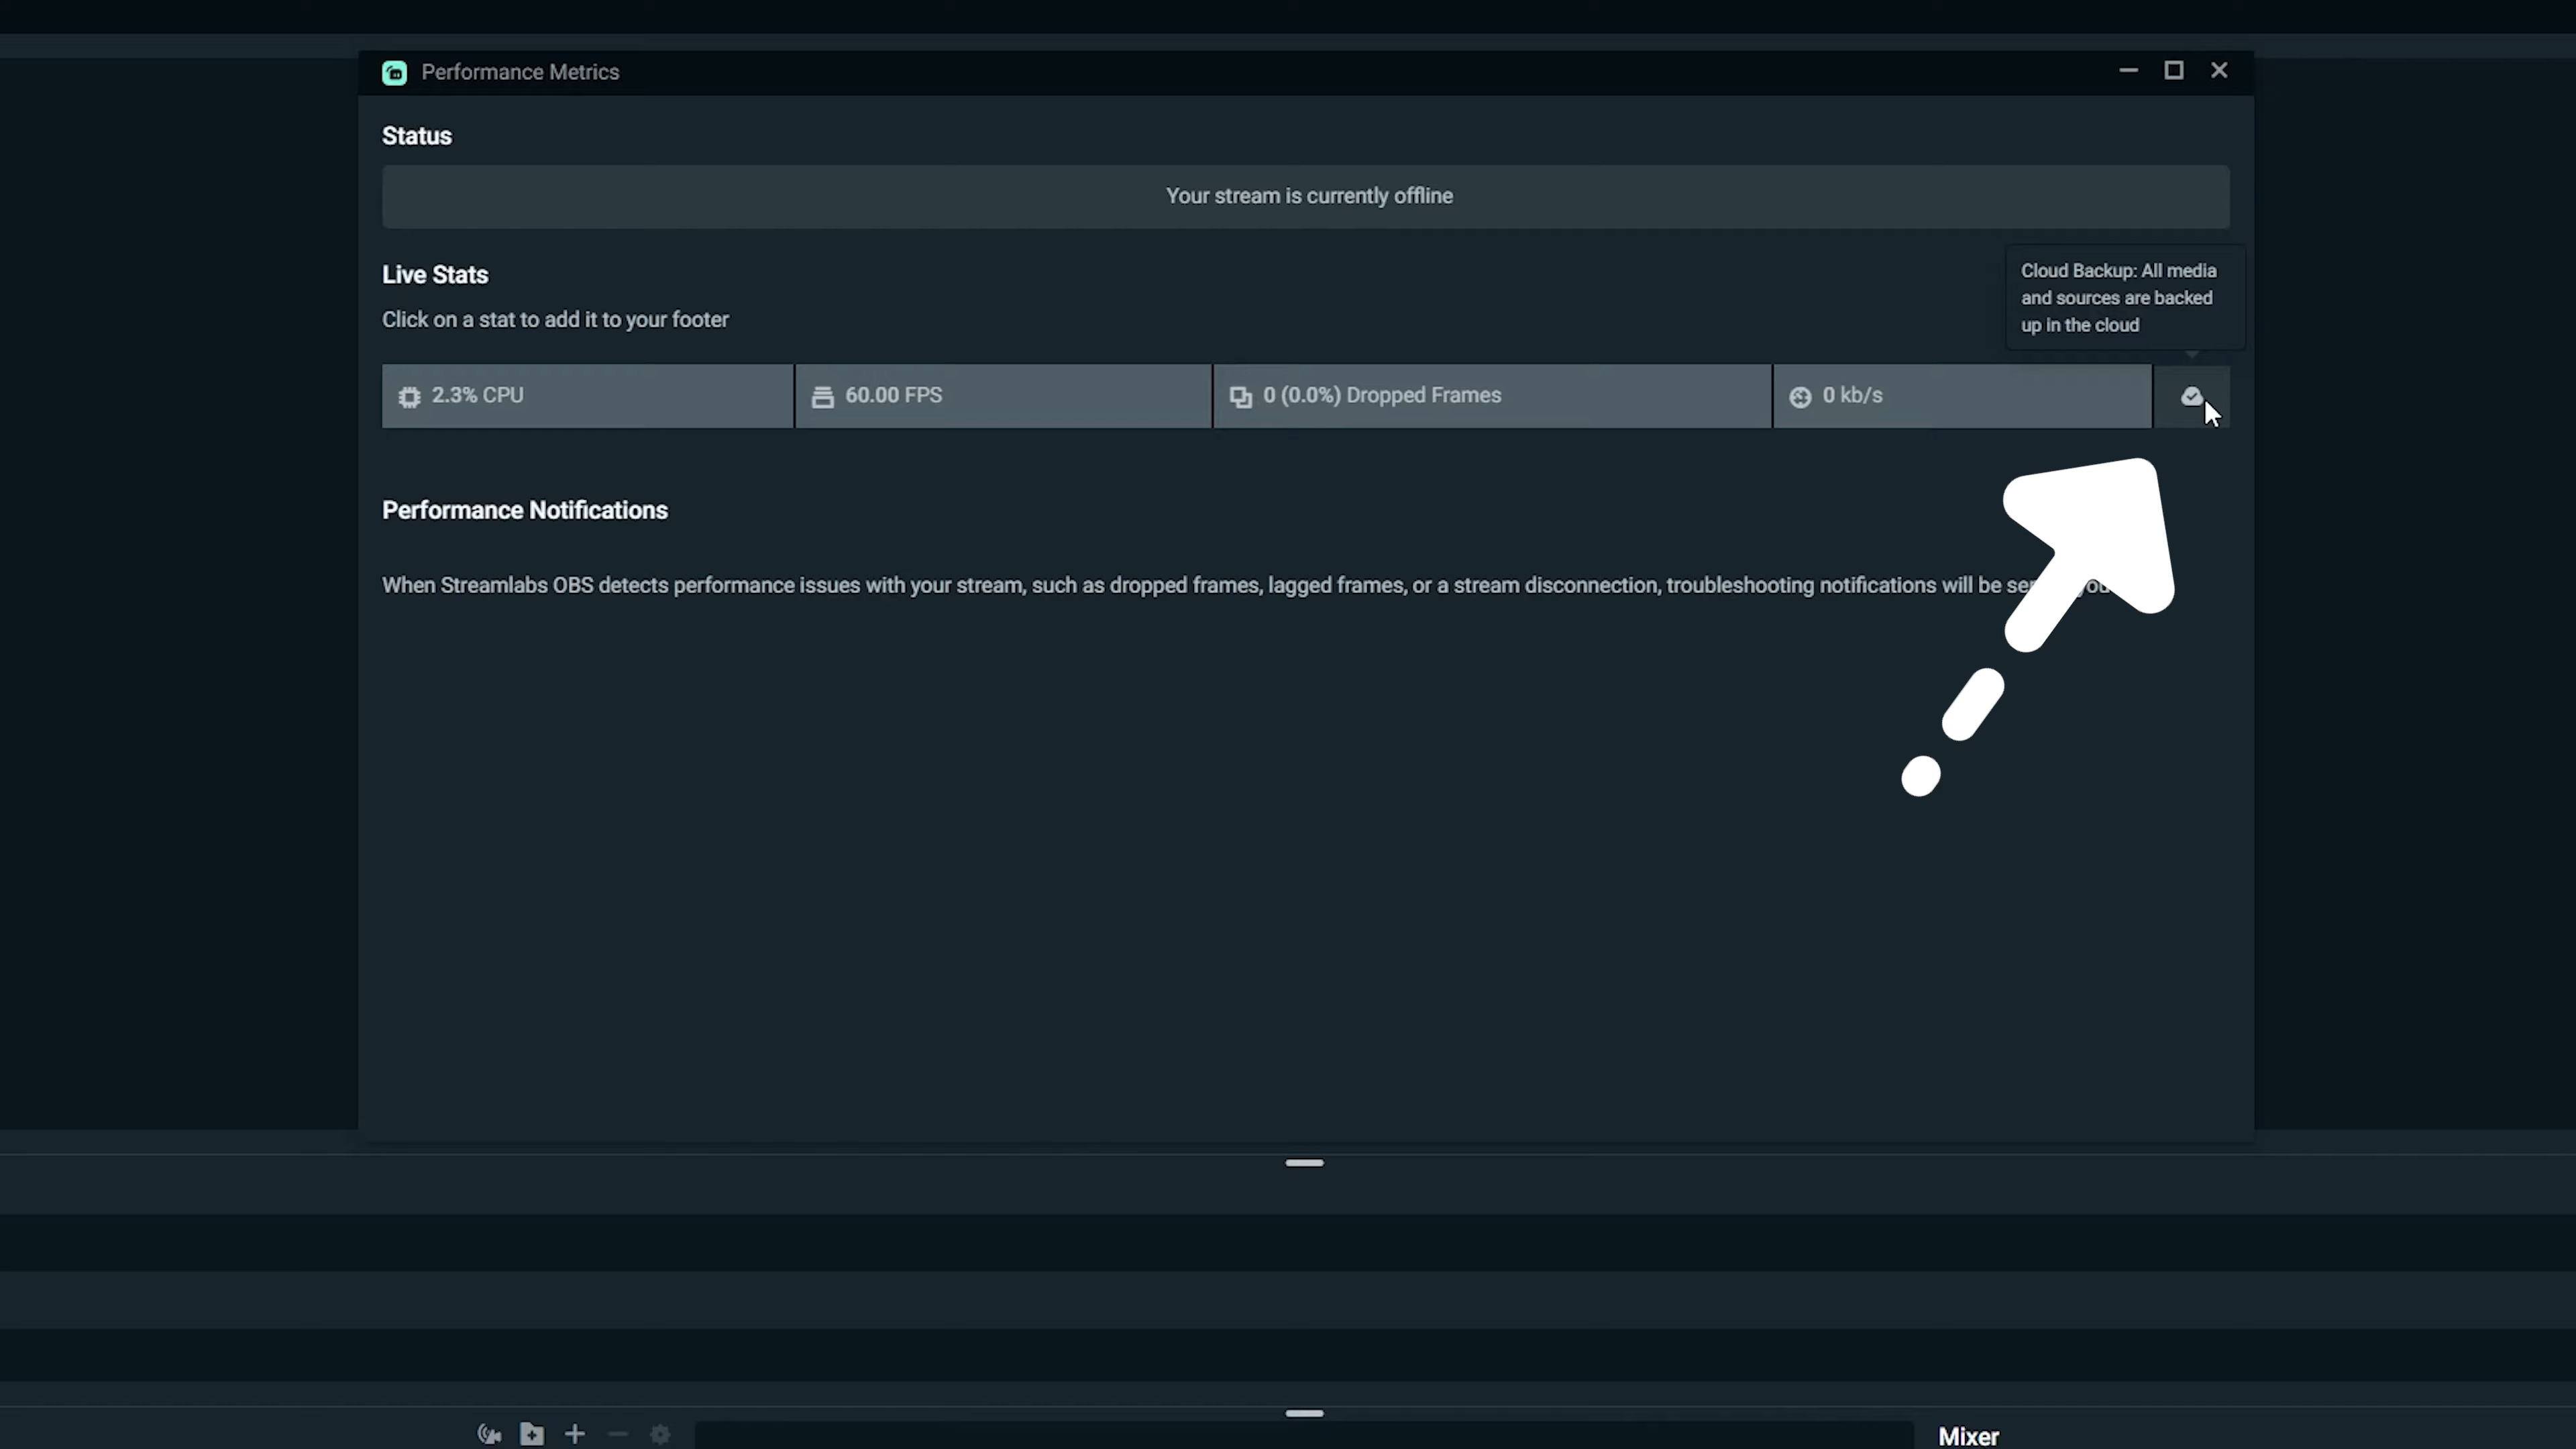 Performance Metrics
Status
Your stream is currently offline
Live Stats
Click on a stat to add it to your footer
Cloud Backup: All media
and sources are backed
up in the cloud
2.3% CPU
60.00 FPS
0 (0.0%) Dropped Frames
0 kb/s
Performance Notifications
When Streamlabs OBS detects performance issues with your stream, such as dropped frames, lagged frames, or a stream disconnection, troubleshooting notifications will be
Mixer